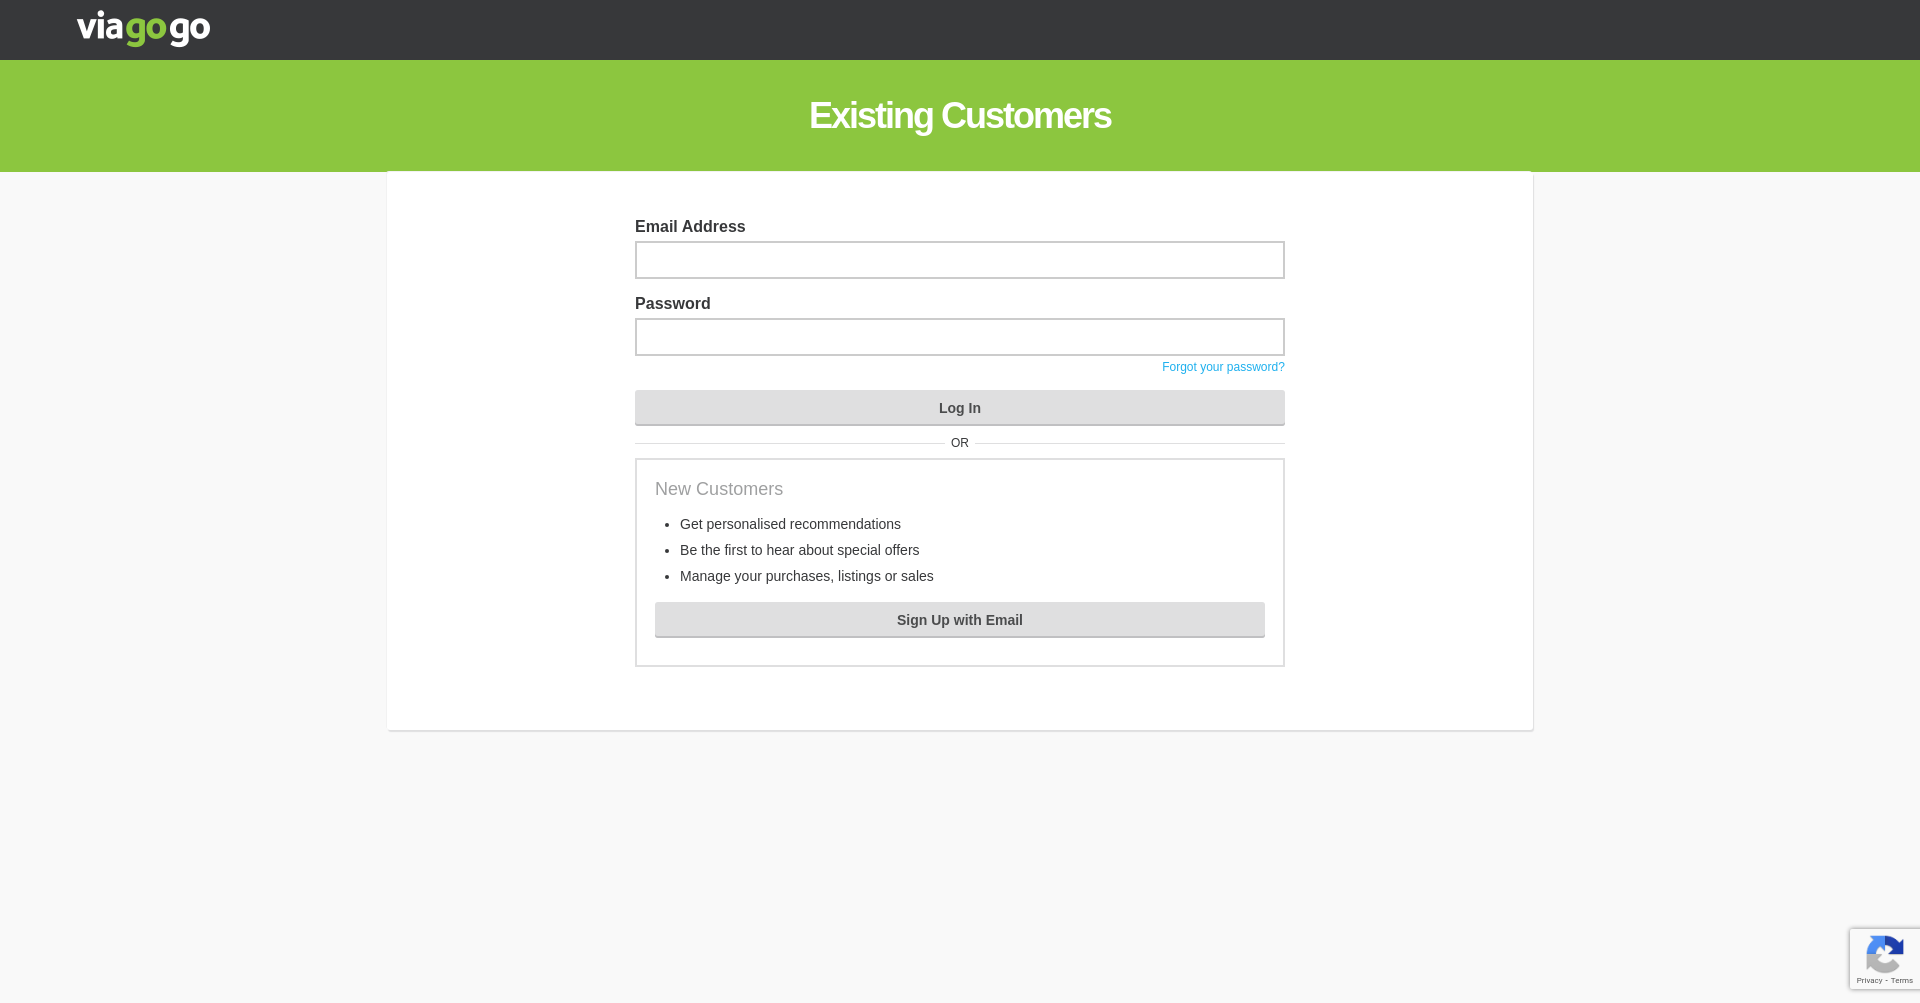 viagogo
Existing Customers
Email Address
Password
Forgot your password?
Log In
OR
New Customers
Get personalised recommendations
Be the first to hear about special offers
Manage your purchases, listings or sales
Sign Up with Email
Privacy - Terms